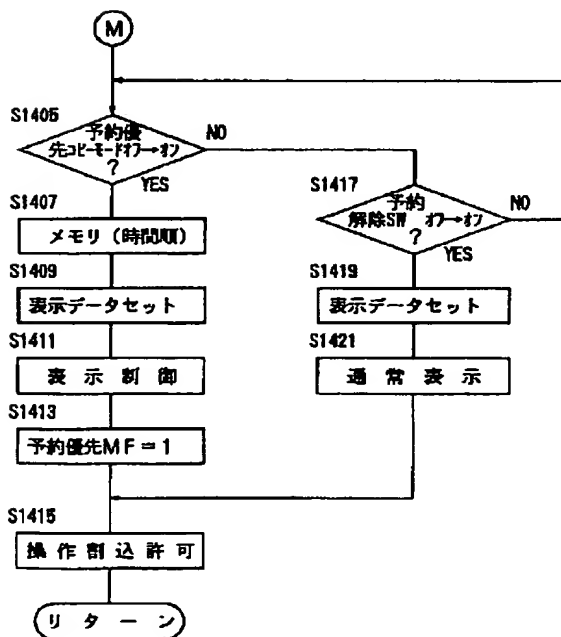 M
S1405
予約優
先コピーモードオフ→オン
?
NO
YES
S1407
メモリ(時間順)
S1409
表示データセット
S1411
表示制御
S1413
予約優先MF=1
S1415
操作割込許可
リターン
S1417
予約
解除SW オフ→オン
?
NO
YES
S1419
表示データセット
S1421
通常表示